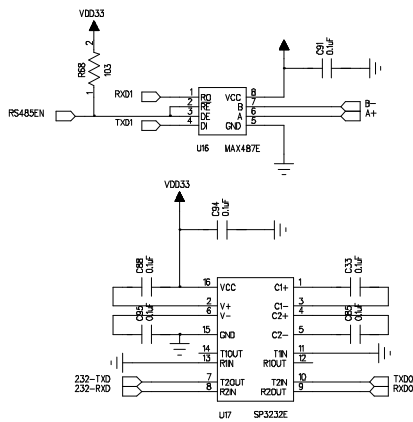 VDD33
2
R68
103
1
C91
0.1uF
RXD1
RS485EN
TXD1
1 RO VCC 8
2 RE B 7
3 DE A 6
4 DI GND 5
B-
A+
U16 MAX487E
VDD33
C94
0.1uF
C88
0.1uF
C33
0.1uF
C95
0.1uF
C85
0.1uF
16 VCC C1+ 1
2 V+ C1- 3
6 V- C2+ 4
15 GND C2- 5
14 T1OUT T1IN 11
13 R1IN R1OUT 12
232-TXD 7 T2OUT T2IN 10 TXD0
232-RXD 8 R2IN R2OUT 9 RXD0
U17 SP3232E